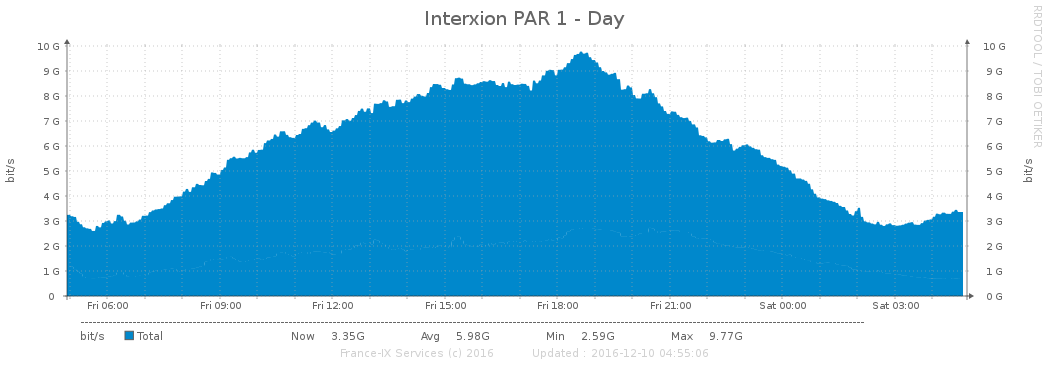 Interxion PAR 1 - Day
RRDTOOL / TOBI OETIKER
bit/s
10 G 10 G
9 G 9 G
8 G 8 G
7 G 7 G
6 G 6 G
5 G 5 G
4 G 4 G
3 G 3 G
2 G 2 G
1 G 1 G
0 0 G
bit/s
Fri 06:00 Fri 09:00 Fri 12:00 Fri 15:00 Fri 18:00 Fri 21:00 Sat 00:00 Sat 03:00
bit/s Total Now 3.35G Avg 5.98G Min 2.59G Max 9.77G
France-IX Services (c) 2016 Updated : 2016-12-10 04:55:06